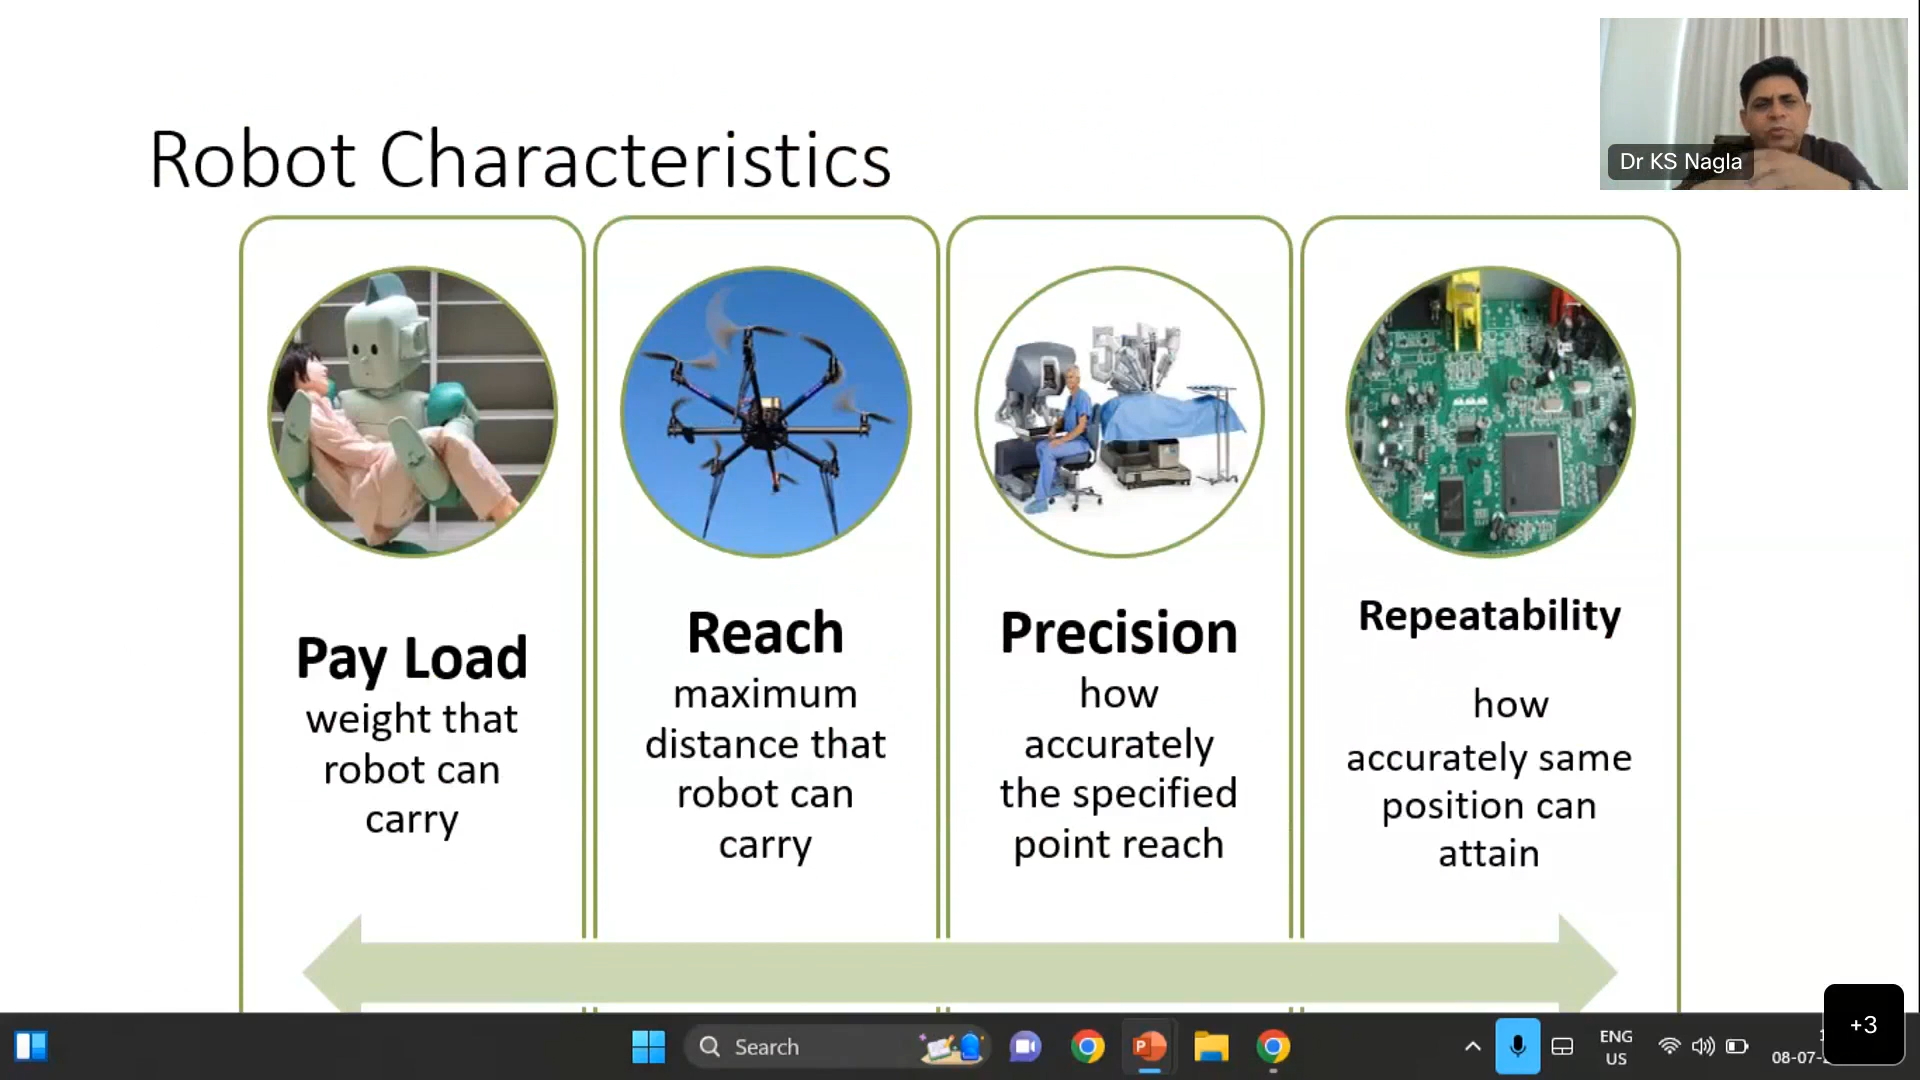 Dr KS Nagla
Robot Characteristics
Pay Load
weight that
robot can
carry
Reach
maximum
distance that
robot can
carry
Precision
how
accurately
the specified
point reach
Repeatability
how
accurately same
position can
attain
Search
ENG
US
08-07-
+3